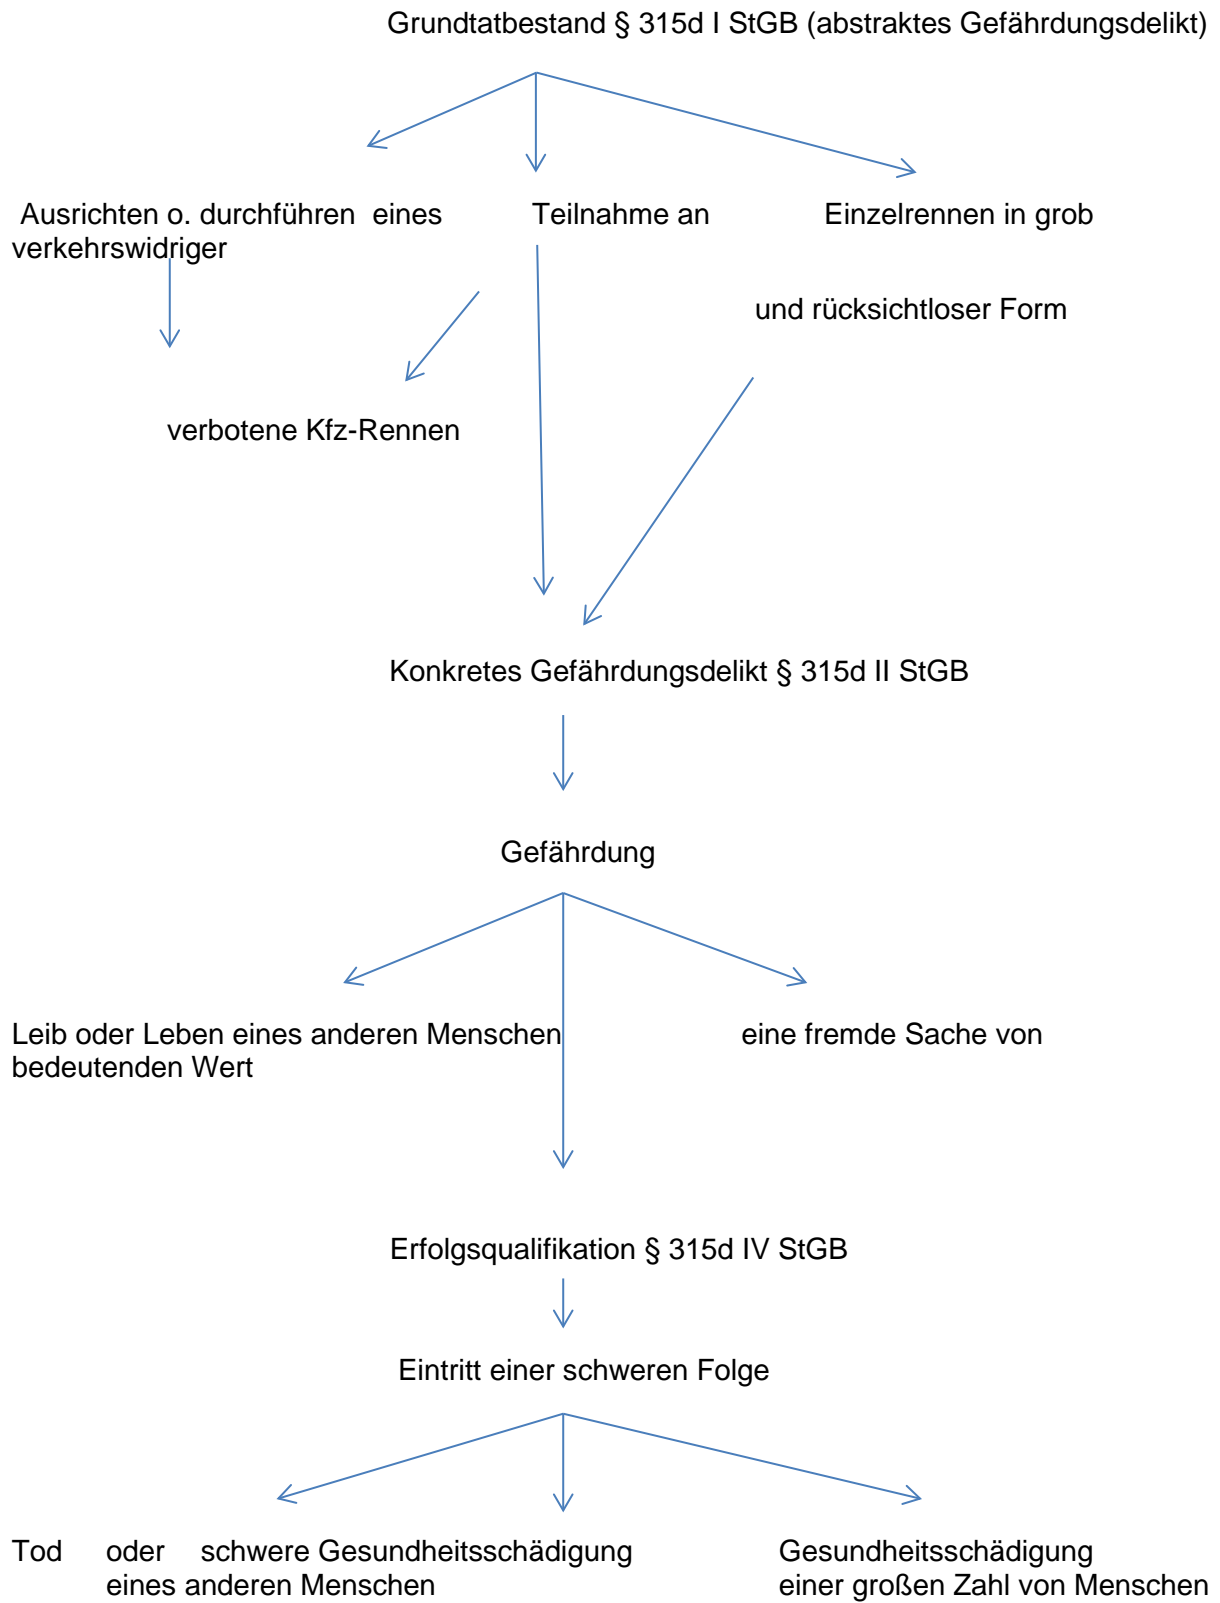 Grundtatbestand § 315d I StGB (abstraktes Gefährdungsdelikt)
Ausrichten o. durchführen eines Teilnahme an Einzelrennen in grob
verkehrswidriger
und rücksichtloser Form
verbotene Kfz-Rennen
Konkretes Gefährdungsdelikt § 315d II StGB
Gefährdung
Leib oder Leben eines anderen Menschen eine fremde Sache von
bedeutenden Wert
Erfolgsqualifikation § 315d IV StGB
Eintritt einer schweren Folge
Tod oder schwere Gesundheitsschädigung Gesundheitsschädigung
eines anderen Menschen einer großen Zahl von Menschen